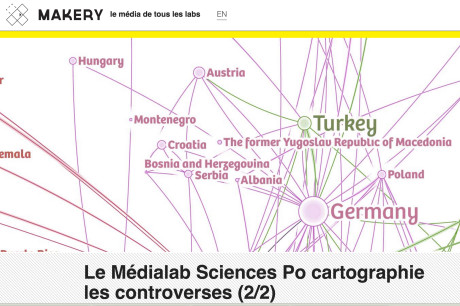 MAKERY le média de tous les labs EN
Hungary
Austria
Montenegro
Turkey
Croatia
The former Yugoslav Republic of Macedonia
emala
Bosnia and Herzegovina
Serbia
Albania
Poland
Germany
Le Médialab Sciences Po cartographie
les controverses (2/2)